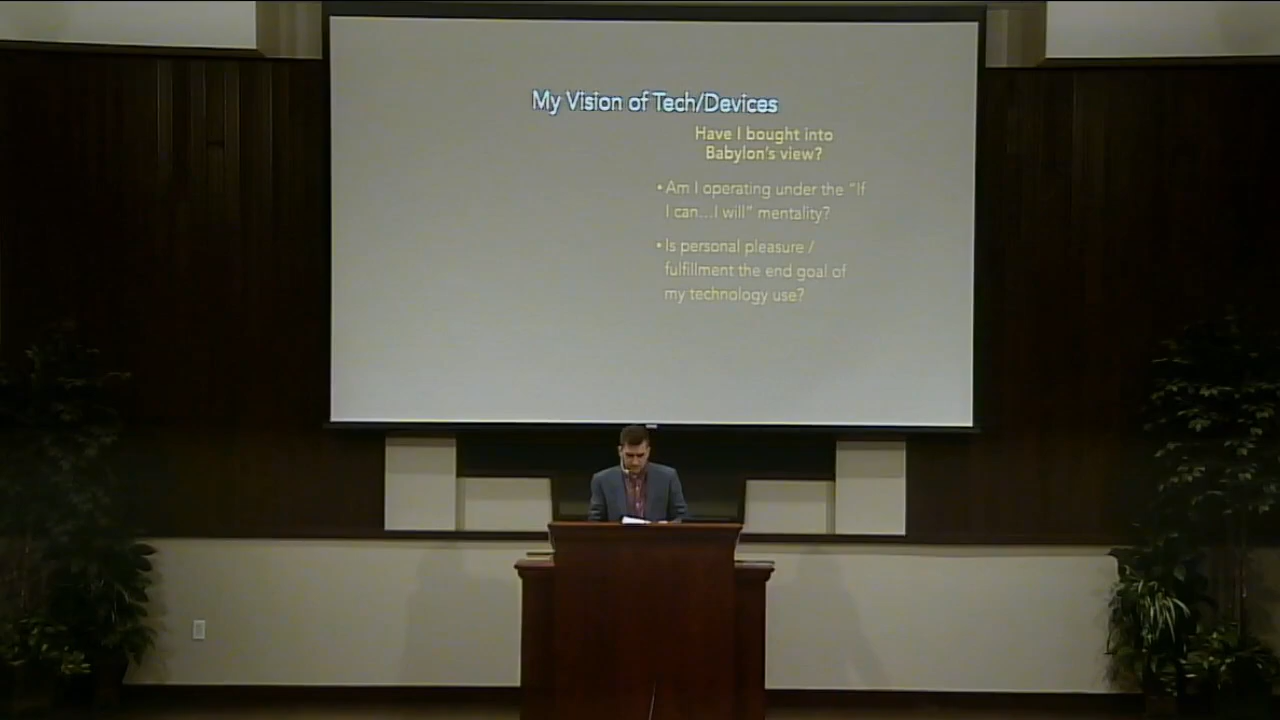 My Vision of Tech/Devices
Have I bought into
Babylon's view?
• Am I operating under the "If
I can...I will" mentality?
• Is personal pleasure /
fulfillment the end goal of
my technology use?